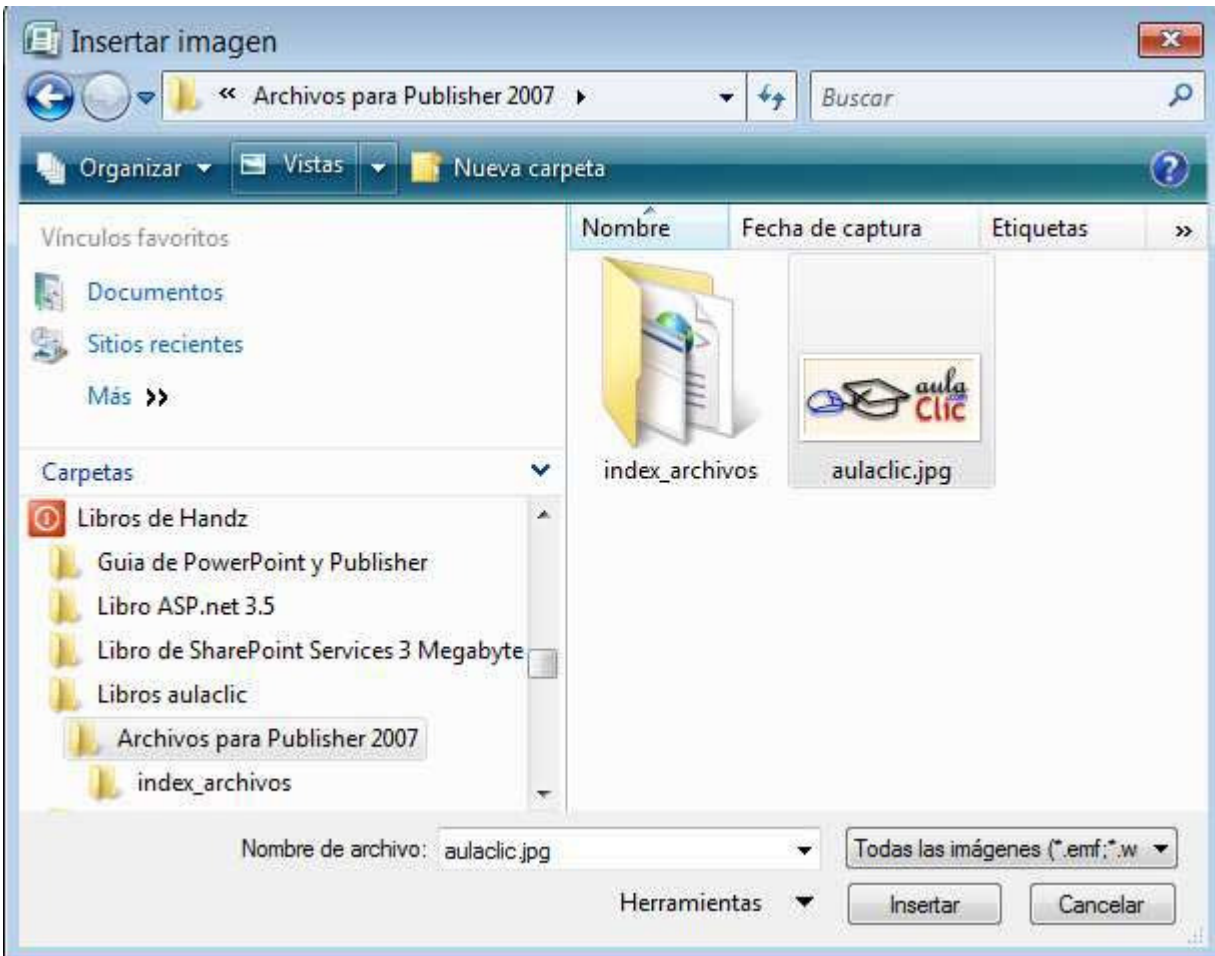 Insertar imagen
« Archivos para Publisher 2007
Buscar
Organizar Vistas Nueva carpeta
Vínculos favoritos
Documentos
Sitios recientes
Más »
Nombre Fecha de captura Etiquetas »
aula
.com
Clic
index_archivos aulaclic.jpg
Carpetas
Libros de Handz
Guia de PowerPoint y Publisher
Libro ASP.net 3.5
Libro de SharePoint Services 3 Megabyte
Libros aulaclic
Archivos para Publisher 2007
index_archivos
Nombre de archivo: aulaclic.jpg Todas las imágenes (*.emf;*.w
Herramientas Insertar Cancelar